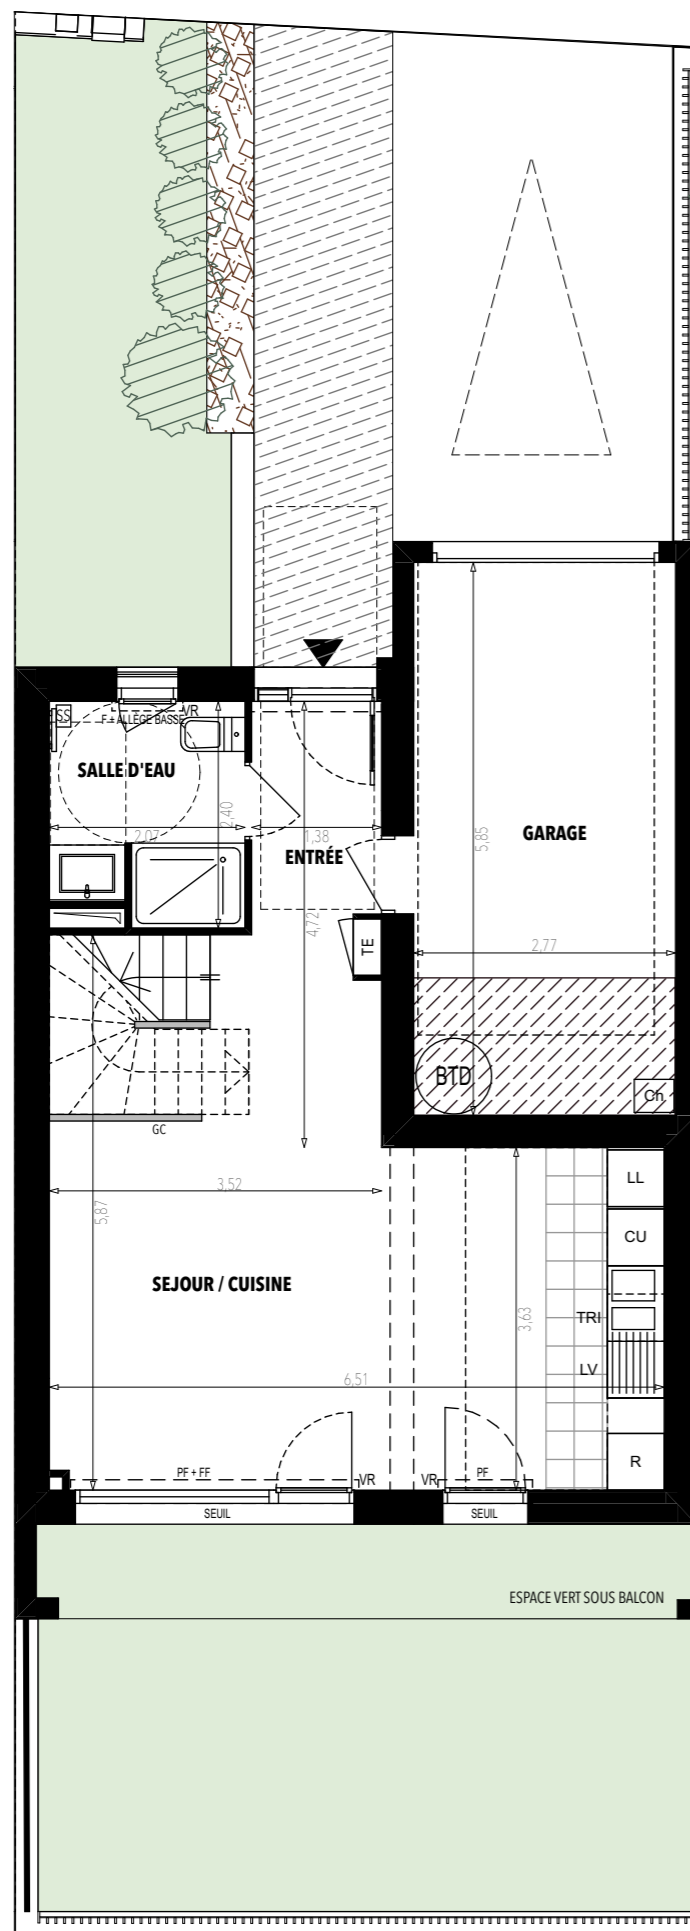 SS
F + ALLÈGE BASSE
VR
SALLE D'EAU
2,40
2,07
1,38
ENTRÉE
5,85
GARAGE
4,72
TE
2,77
BTD
Ch
GC
5,87
3,52
LL
CU
SEJOUR / CUISINE
3,63
TRI
LV
6,51
PF + FF
VR
VR
PF
R
SEUIL
SEUIL
ESPACE VERT SOUS BALCON